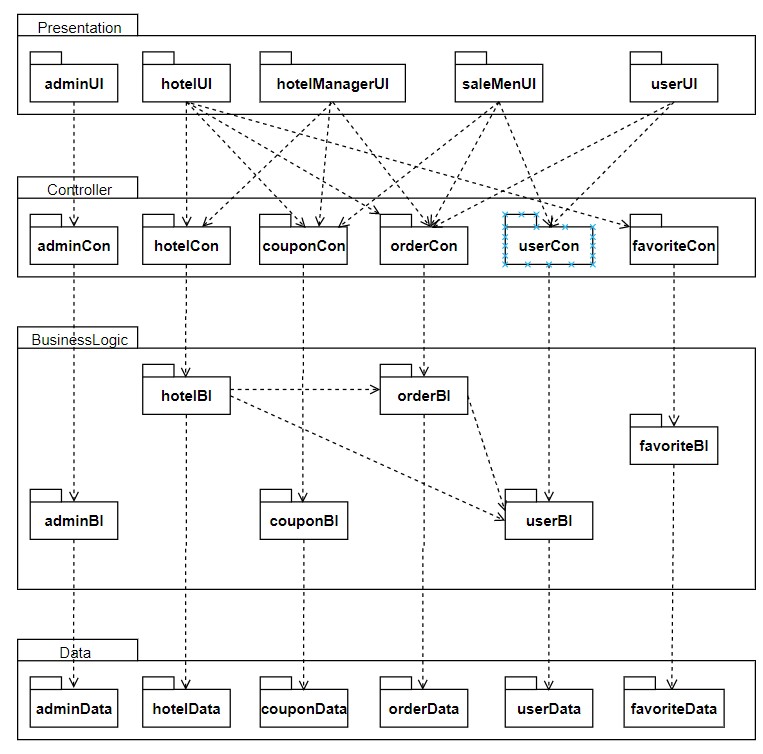 Presentation
adminUI
hotelUI
hotelManagerUI
saleMenUI
userUI
Controller
adminCon
hotelCon
couponCon
orderCon
userCon
favoriteCon
BusinessLogic
hotelBl
orderBl
favoriteBl
adminBl
couponBl
userBl
Data
adminData
hotelData
couponData
orderData
userData
favoriteData